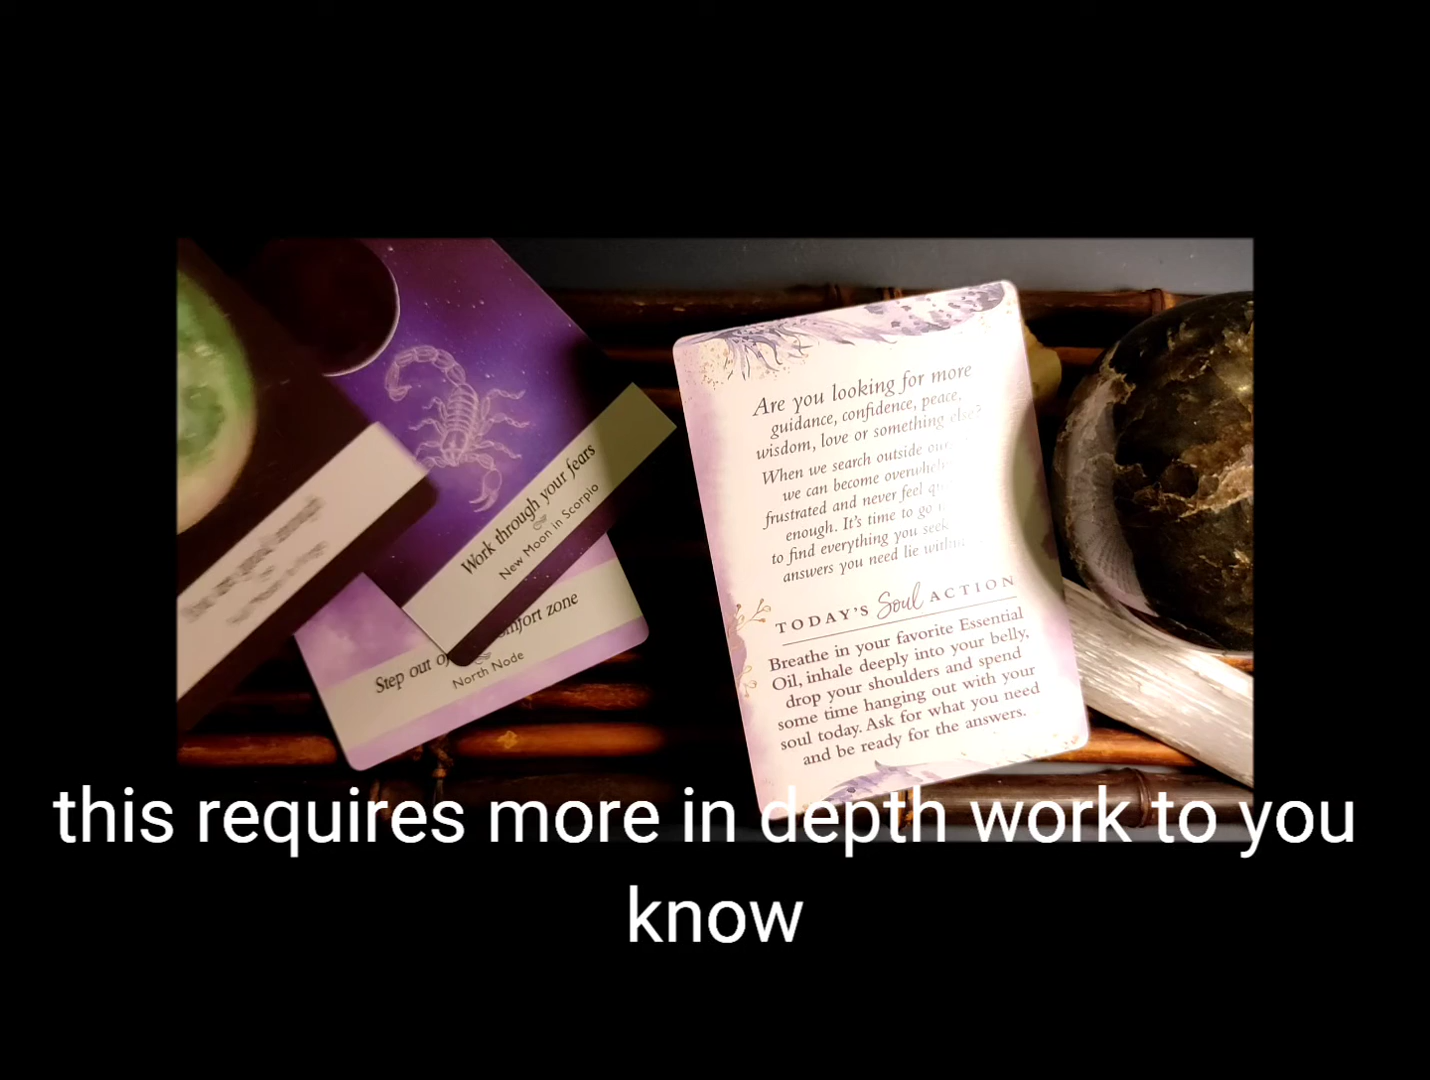 Work through your fears
New Moon in Scorpio
Step out of comfort zone
North Node
Are you looking for more
guidance, confidence, peace,
wisdom, love or something else?
When we search outside
we can become
frustrated and never feel
enough. It's time to go
to find everything you seek
answers you need lie within
TODAY'S Soul ACTION
Breathe in your favorite Essential
Oil, inhale deeply into your belly,
drop your shoulders and spend
some time hanging out with your
soul today. Ask for what you need
and be ready for the answers.
this requires more in depth work to you
know